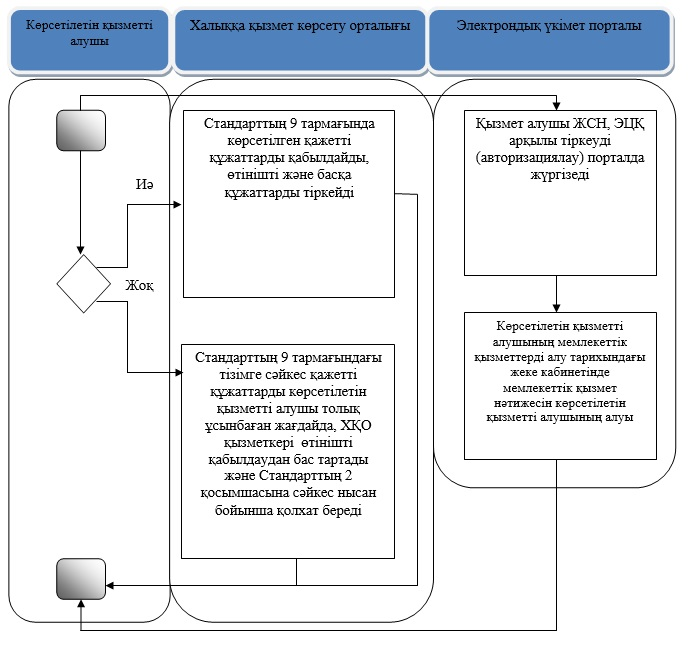 Көрсетілетін қызметті
алушы
Халыққа қызмет көрсету орталығы
Электрондық үкімет порталы
Стандарттың 9 тармағында
көрсетілген қажетті
құжаттарды қабылдайды,
өтінішті және басқа
құжаттарды тіркейді
Қызмет алушы ЖСН, ЭЦҚ
арқылы тіркеуді
(авторизациялау) порталда
жүргізеді
Иә
Жоқ
Стандарттың 9 тармағындағы
тізімге сәйкес қажетті
құжаттарды көрсетілетін
қызметті алушы толық
ұсынбаған жағдайда, ХҚО
қызметкері өтінішті
қабылдаудан бас тартады
және Стандарттың 2
қосымшасына сәйкес нысан
бойынша қолхат береді
Көрсетілетін қызметті
алушының мемлекеттік
қызметтерді алу тарихындағы
жеке кабинетінде
мемлекеттік қызмет
нәтижесін көрсетілетін
қызметті алушының алуы